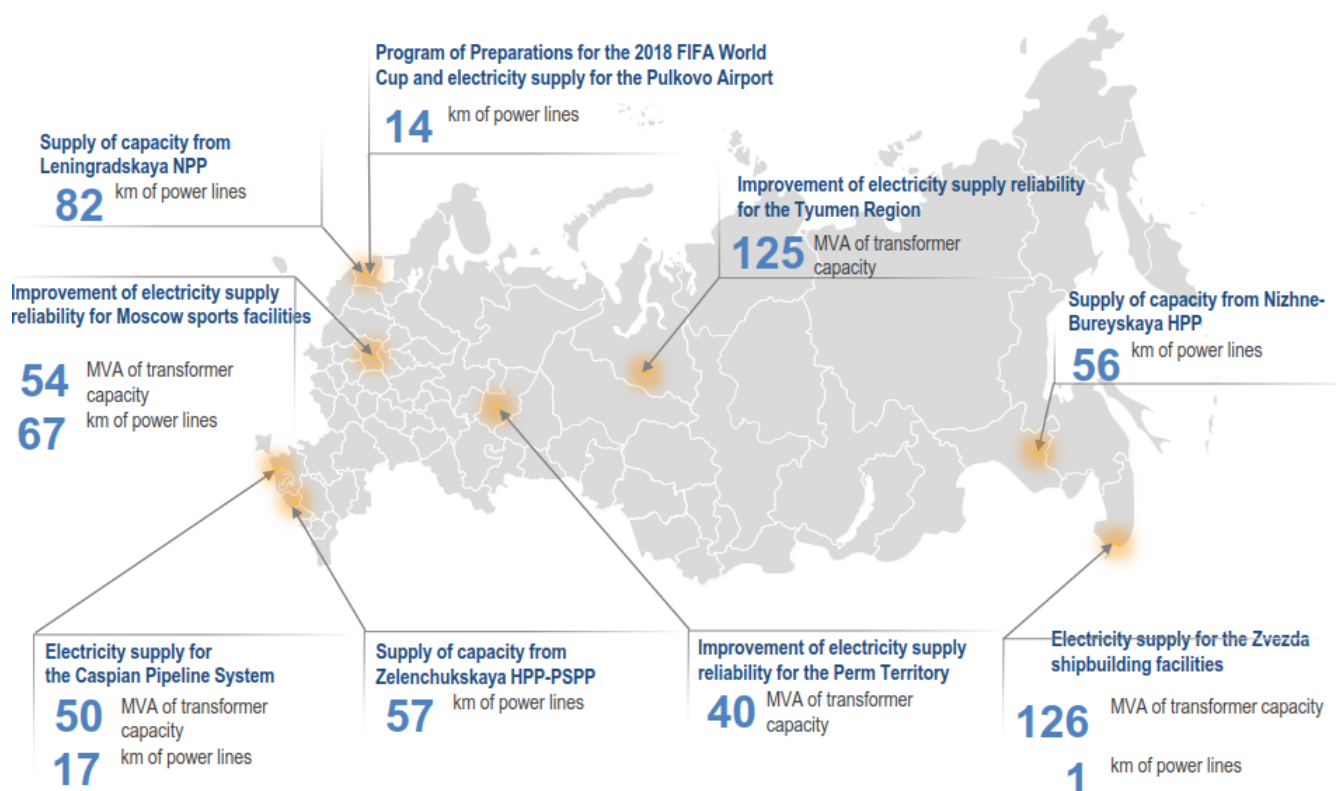 Program of Preparations for the 2018 FIFA World
Cup and electricity supply for the Pulkovo Airport
14 km of power lines
Supply of capacity from
Leningradskaya NPP
82 km of power lines
Improvement of electricity supply reliability
for the Tyumen Region
125 MVA of transformer
capacity
Improvement of electricity supply
reliability for Moscow sports facilities
54 MVA of transformer
capacity
67 km of power lines
Supply of capacity from Nizhne-
Bureyskaya HPP
56 km of power lines
Electricity supply for
the Caspian Pipeline System
50 MVA of transformer
capacity
17 km of power lines
Supply of capacity from
Zelenchukskaya HPP-PSPP
57 km of power lines
Improvement of electricity supply
reliability for the Perm Territory
40 MVA of transformer
capacity
Electricity supply for the Zvezda
shipbuilding facilities
126 MVA of transformer capacity
1 km of power lines